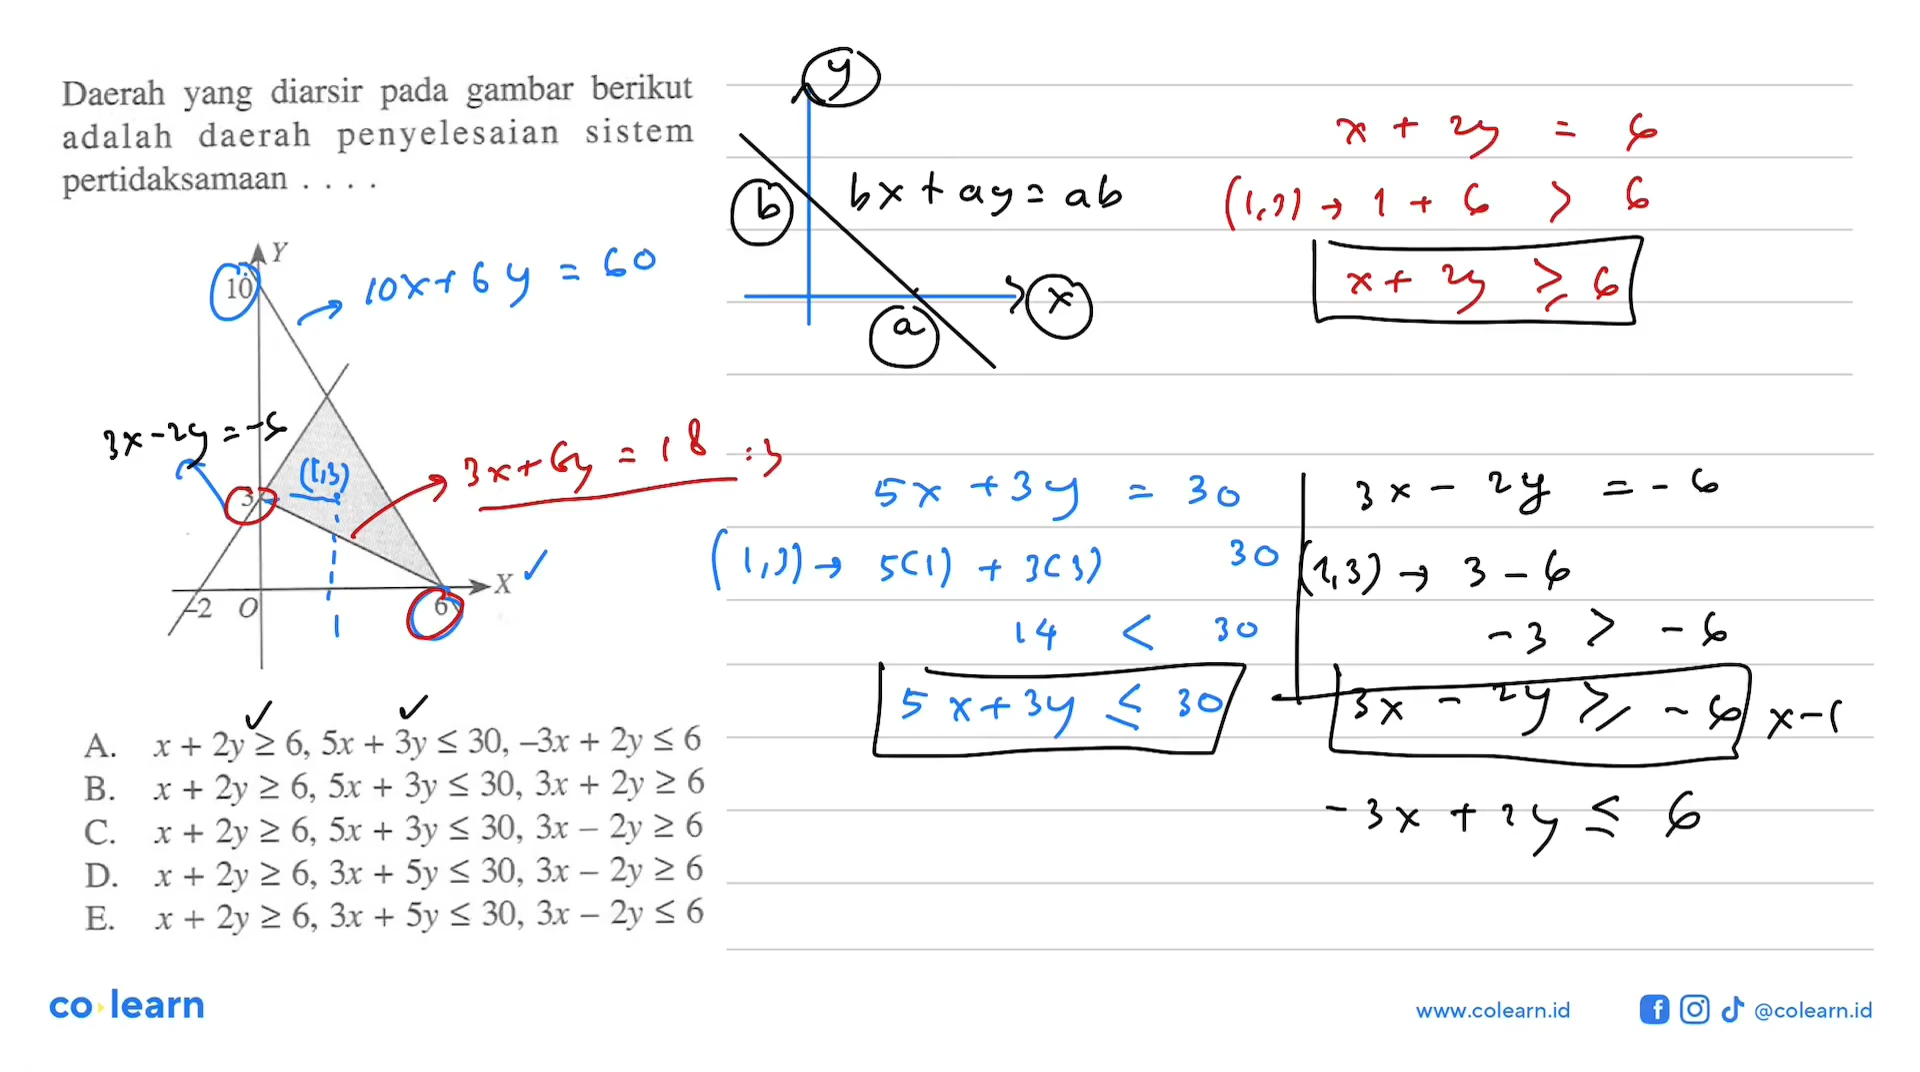 Daerah yang diarsir pada gambar berikut
adalah daerah penyelesaian sistem
pertidaksamaan . . . .
Y
10
10x+6y = 60
3x-2y = -6
(1,3)
3
3x+6y = 18 :3
-2 O 6 X
1
A. x + 2y ≥ 6, 5x + 3y ≤ 30, –3x + 2y ≤ 6
B. x + 2y ≥ 6, 5x + 3y ≤ 30, 3x + 2y ≥ 6
C. x + 2y ≥ 6, 5x + 3y ≤ 30, 3x – 2y ≥ 6
D. x + 2y ≥ 6, 3x + 5y ≤ 30, 3x – 2y ≥ 6
E. x + 2y ≥ 6, 3x + 5y ≤ 30, 3x – 2y ≤ 6
y
b
bx + ay = ab
a
x
x + 2y = 6
(1,3) → 1 + 6 > 6
x + 2y ≥ 6
5x + 3y = 30
(1,3) → 5(1) + 3(3) 30
14 < 30
5x + 3y ≤ 30
3x - 2y = -6
(1,3) → 3 - 6
-3 > -6
3x - 2y ≥ -6 x-1
-3x + 2y ≤ 6
co learn
www.colearn.id
@colearn.id